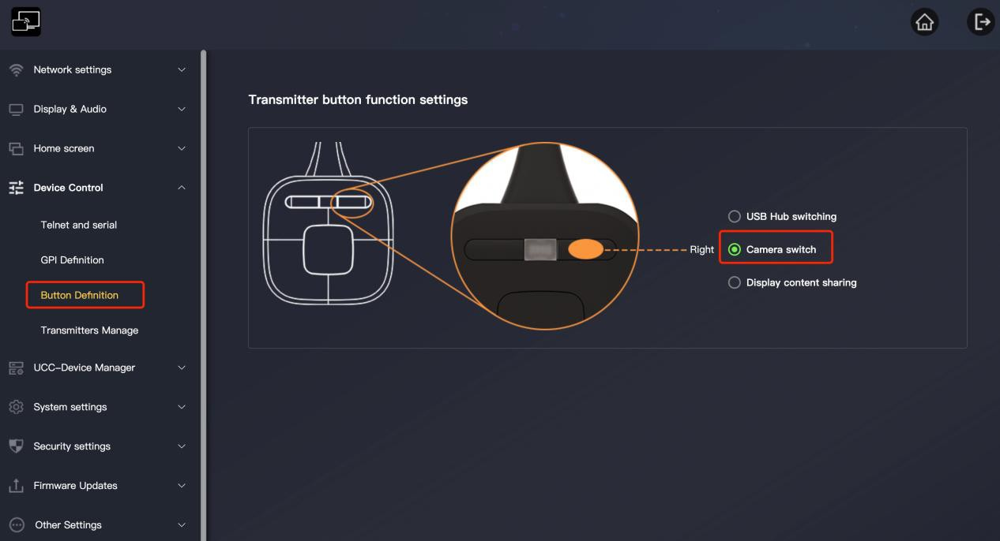 Network settings
Display & Audio
Home screen
Device Control
Telnet and serial
GPI Definition
Button Definition
Transmitters Manage
UCC-Device Manager
System settings
Security settings
Firmware Updates
Other Settings
Transmitter button function settings
USB Hub switching
Right
Camera switch
Display content sharing